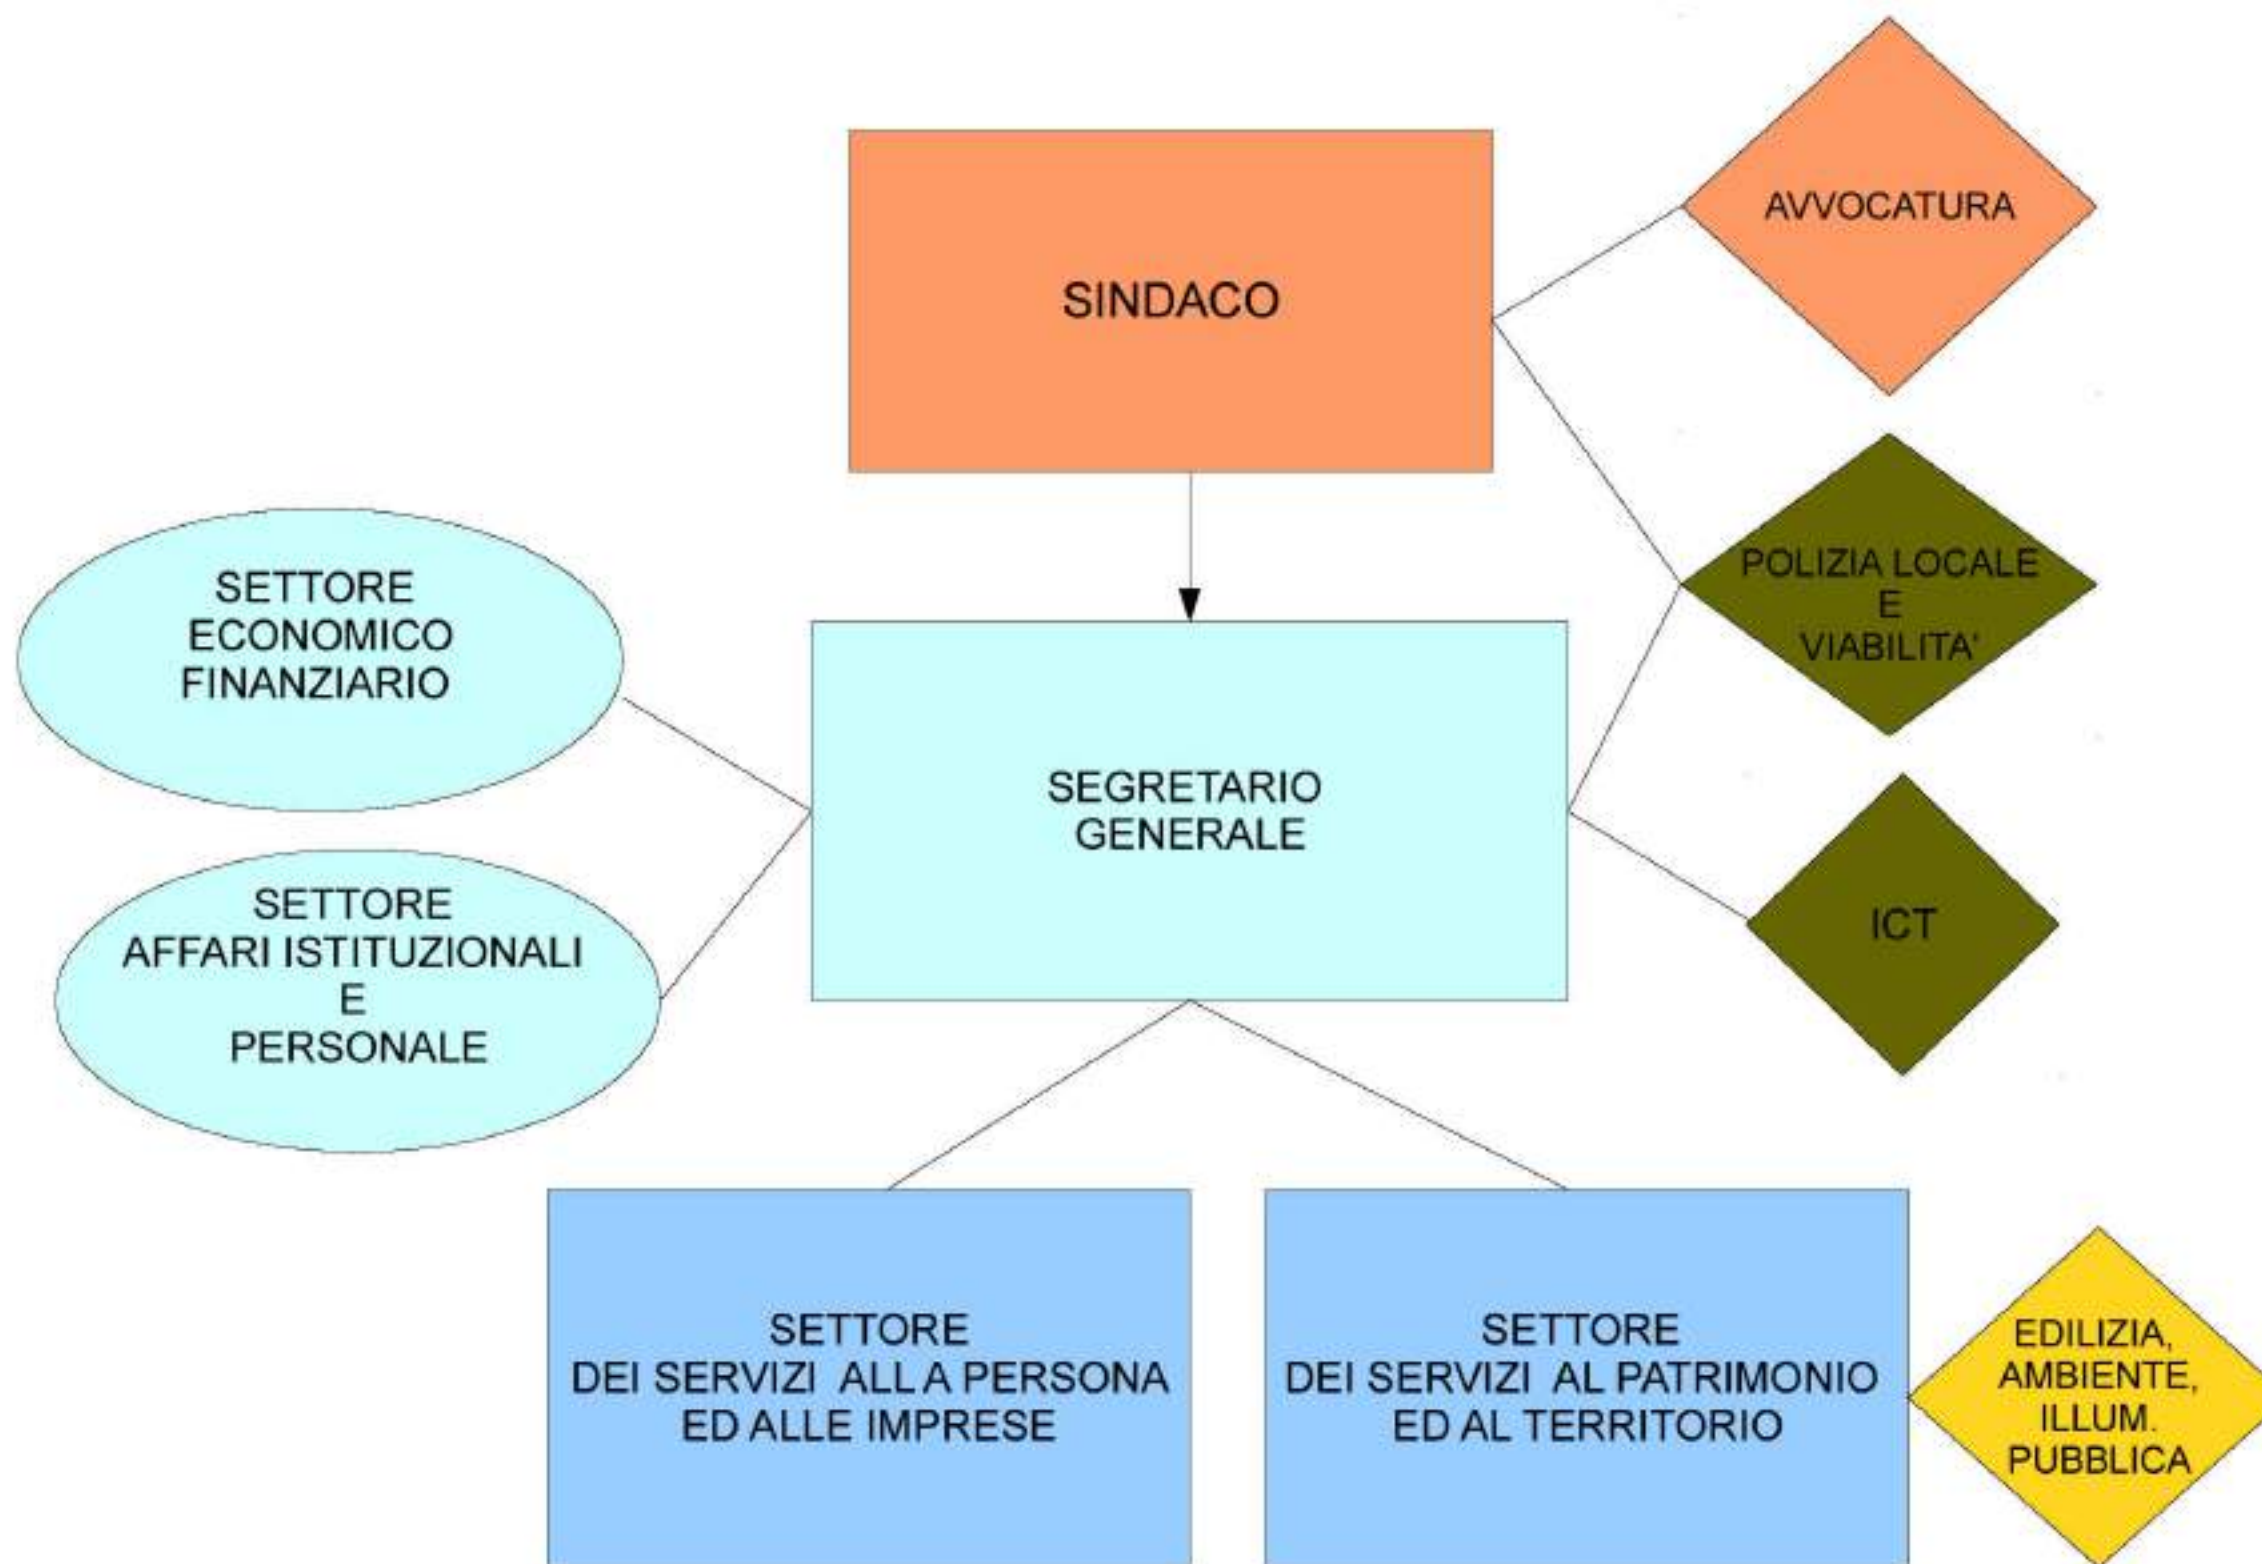 AVVOCATURA
SINDACO
POLIZIA LOCALE
E
VIABILITA'
SETTORE
ECONOMICO
FINANZIARIO
SEGRETARIO
GENERALE
SETTORE
AFFARI ISTITUZIONALI
E
PERSONALE
ICT
SETTORE
DEI SERVIZI ALLA PERSONA
ED ALLE IMPRESE
SETTORE
DEI SERVIZI AL PATRIMONIO
ED AL TERRITORIO
EDILIZIA,
AMBIENTE,
ILLUM.
PUBBLICA